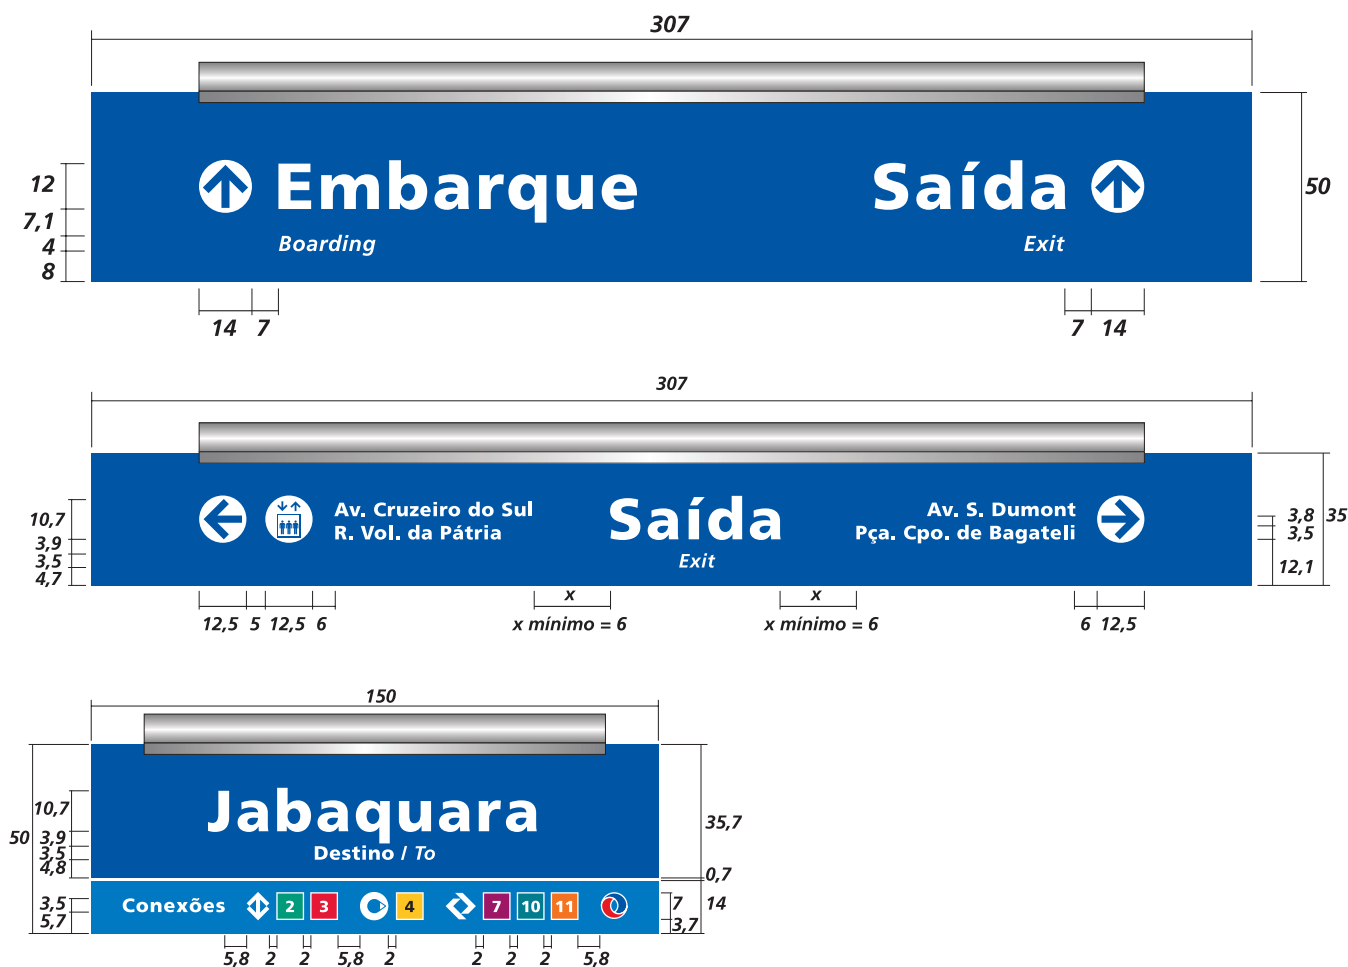 307
Embarque
Saída
Boarding
Exit
12
7,1
4
8
50
14 7
7 14
307
Av. Cruzeiro do Sul
R. Vol. da Pátria
Saída
Exit
Av. S. Dumont
Pça. Cpo. de Bagateli
10,7
3,9
3,5
4,7
3,8
3,5
12,1
35
12,5 5 12,5 6
x
x mínimo = 6
x
x mínimo = 6
6 12,5
150
Jabaquara
Destino / To
50
10,7
3,9
3,5
4,8
35,7
0,7
Conexões 2 3 4 7 10 11
3,5
5,7
7
3,7
14
5,8 2 2 5,8 2 2 2 2 5,8